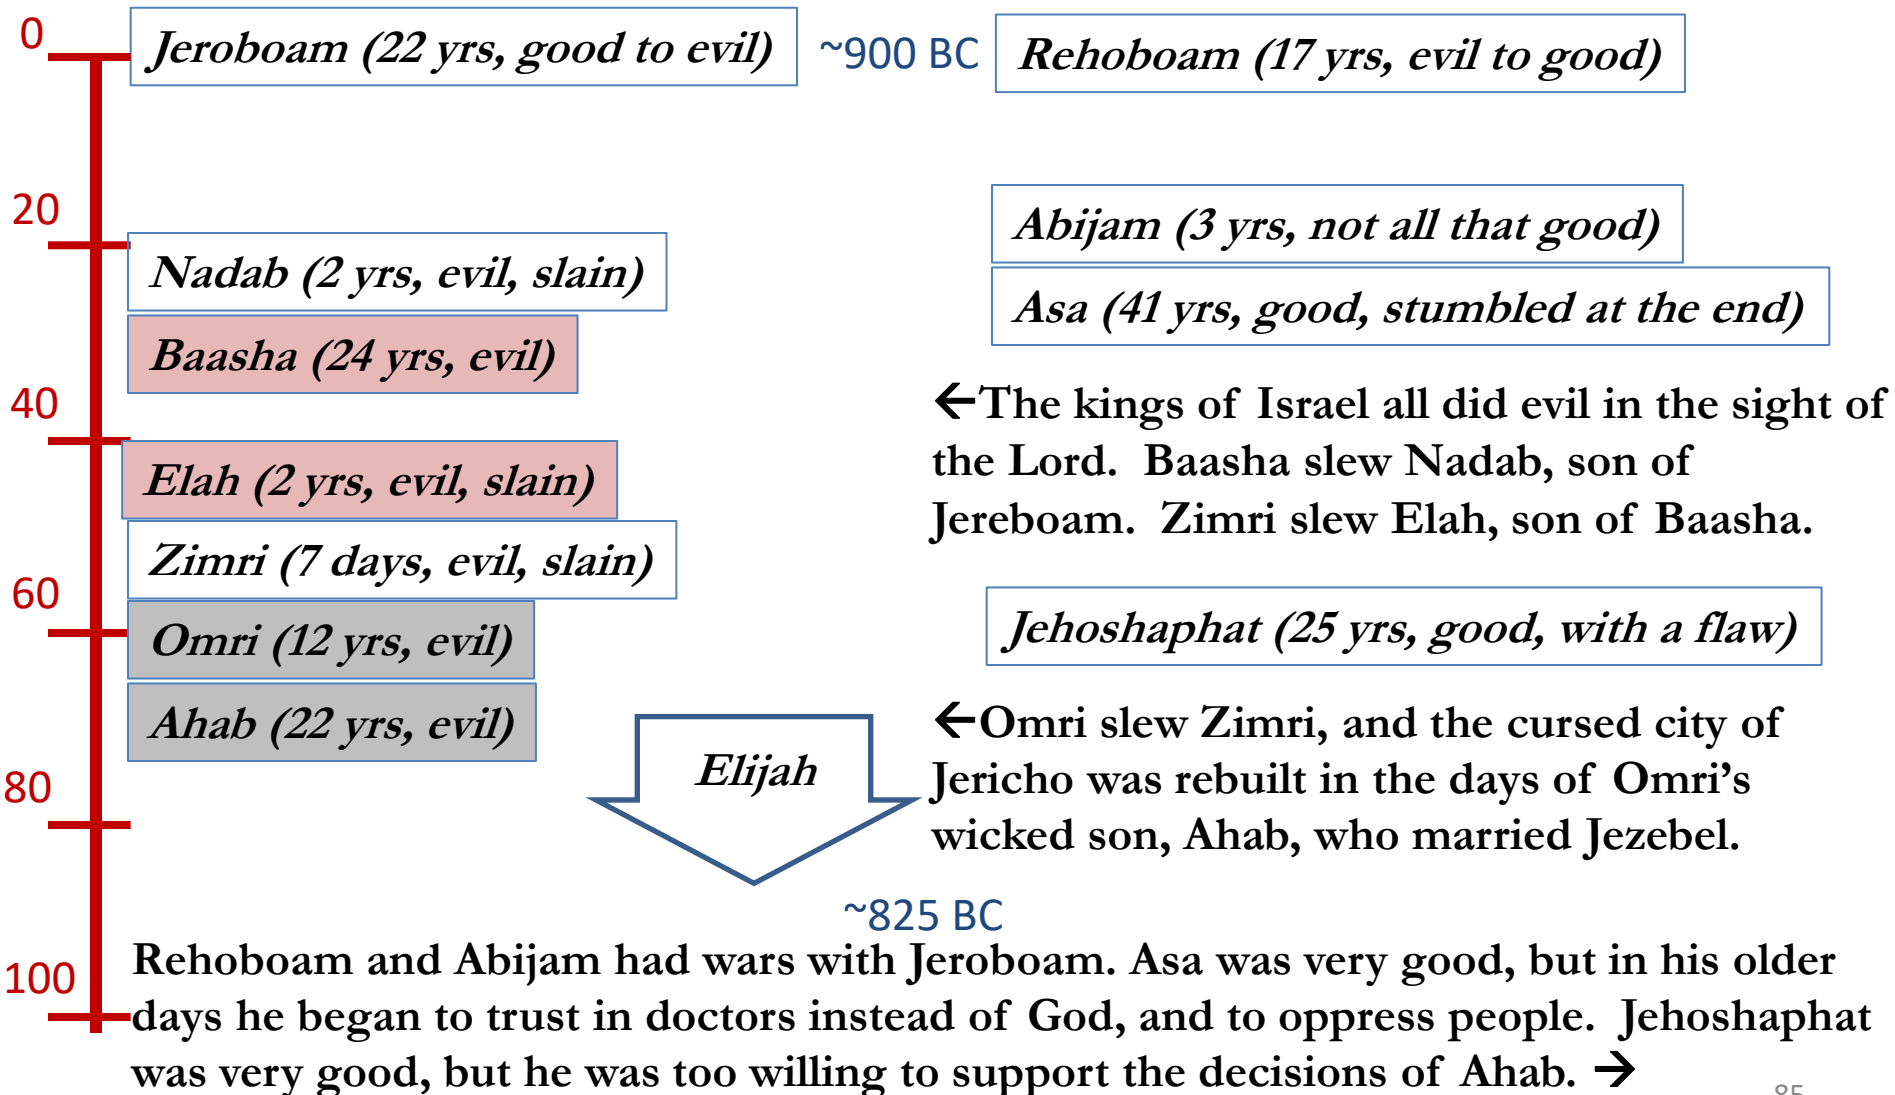 0
Jeroboam (22 yrs, good to evil)
~900 BC
Rehoboam (17 yrs, evil to good)
20
Abijam (3 yrs, not all that good)
Nadab (2 yrs, evil, slain)
Asa (41 yrs, good, stumbled at the end)
Baasha (24 yrs, evil)
40
←The kings of Israel all did evil in the sight of
the Lord. Baasha slew Nadab, son of
Jereboam. Zimri slew Elah, son of Baasha.
Elah (2 yrs, evil, slain)
Zimri (7 days, evil, slain)
60
Omri (12 yrs, evil)
Jehoshaphat (25 yrs, good, with a flaw)
Ahab (22 yrs, evil)
Elijah
←Omri slew Zimri, and the cursed city of
Jericho was rebuilt in the days of Omri’s
wicked son, Ahab, who married Jezebel.
80
~825 BC
100
Rehoboam and Abijam had wars with Jeroboam. Asa was very good, but in his older
days he began to trust in doctors instead of God, and to oppress people. Jehoshaphat
was very good, but he was too willing to support the decisions of Ahab. →
85